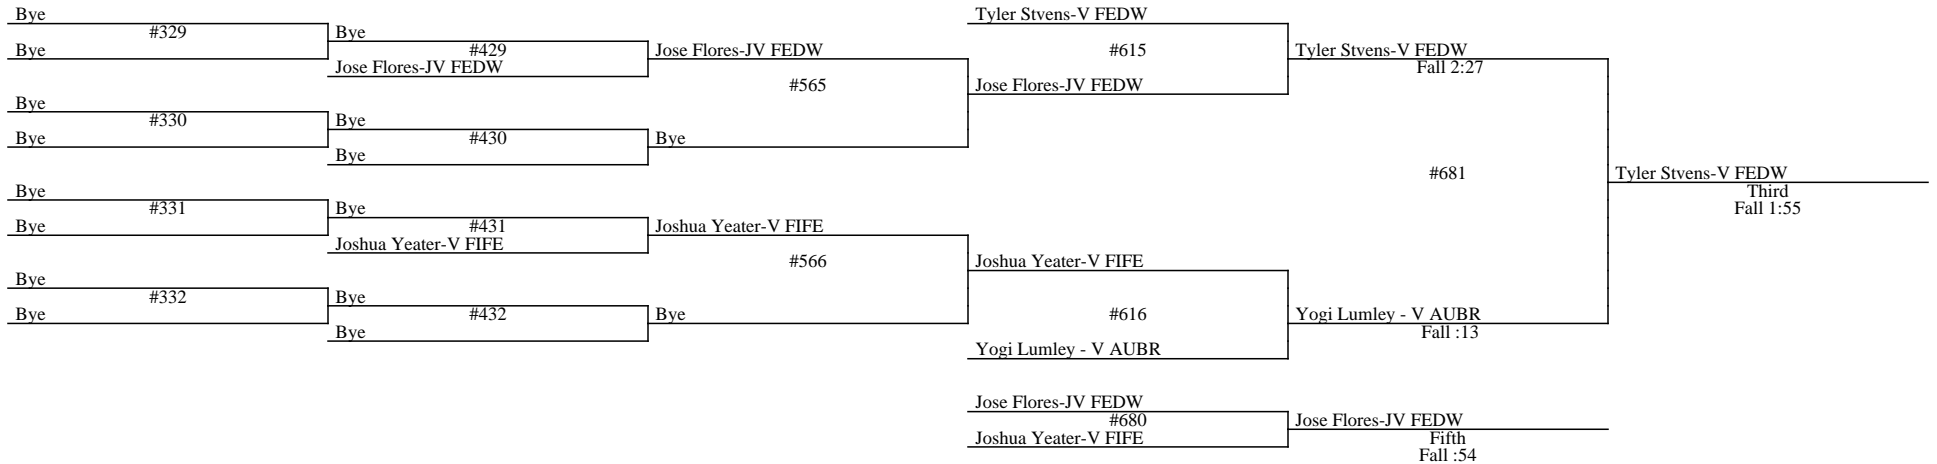 Bye
#329
Bye
Bye
#429
Jose Flores-JV FEDW
Jose Flores-JV FEDW
#565
Bye
#330
Bye
Bye
#430
Bye
Bye
Tyler Stvens-V FEDW
#615
Jose Flores-JV FEDW
Tyler Stvens-V FEDW
Fall 2:27
Bye
#331
Bye
Bye
#431
Joshua Yeater-V FIFE
Joshua Yeater-V FIFE
#566
Bye
#332
Bye
Bye
#432
Bye
Bye
Joshua Yeater-V FIFE
#616
Yogi Lumley - V AUBR
Yogi Lumley - V AUBR
Fall :13
#681
Tyler Stvens-V FEDW
Third
Fall 1:55
Jose Flores-JV FEDW
#680
Joshua Yeater-V FIFE
Jose Flores-JV FEDW
Fifth
Fall :54